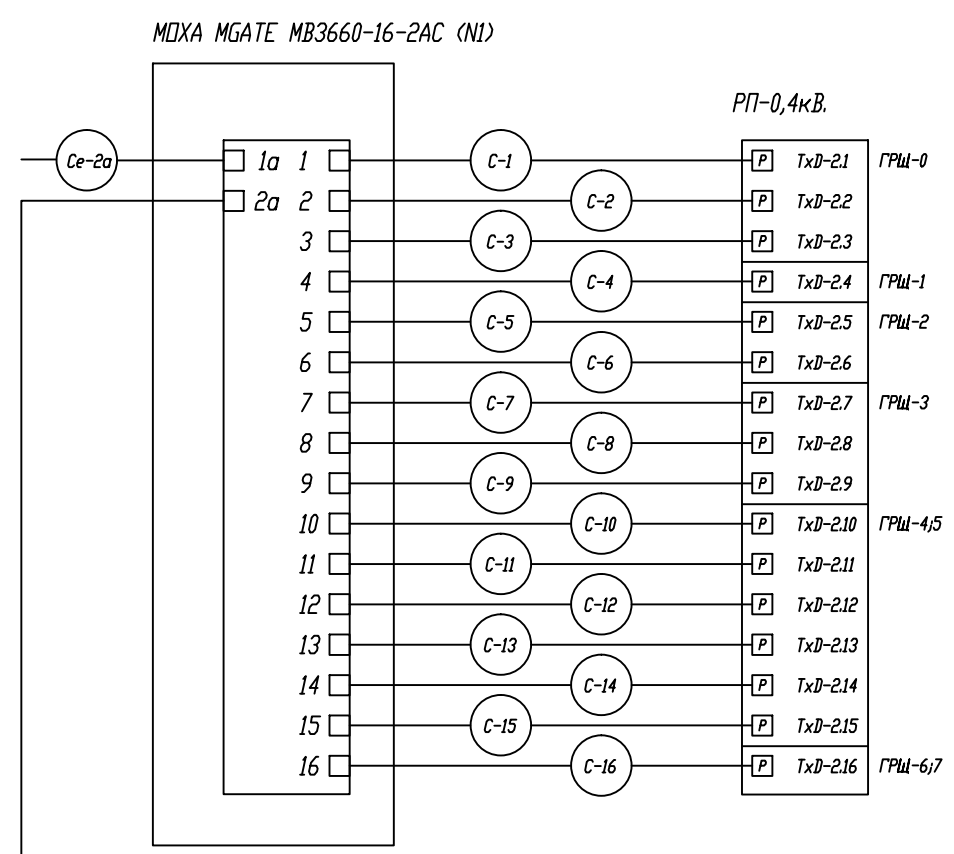 MOXA MGATE MB3660-16-2AC (N1)
РП-0,4кВ.
Ce-2a 1a 1 C-1 P TxD-2.1 ГРЩ-0
2a 2 C-2 P TxD-2.2
3 C-3 P TxD-2.3
4 C-4 P TxD-2.4 ГРЩ-1
5 C-5 P TxD-2.5 ГРЩ-2
6 C-6 P TxD-2.6
7 C-7 P TxD-2.7 ГРЩ-3
8 C-8 P TxD-2.8
9 C-9 P TxD-2.9
10 C-10 P TxD-2.10 ГРЩ-4;5
11 C-11 P TxD-2.11
12 C-12 P TxD-2.12
13 C-13 P TxD-2.13
14 C-14 P TxD-2.14
15 C-15 P TxD-2.15
16 C-16 P TxD-2.16 ГРЩ-6;7